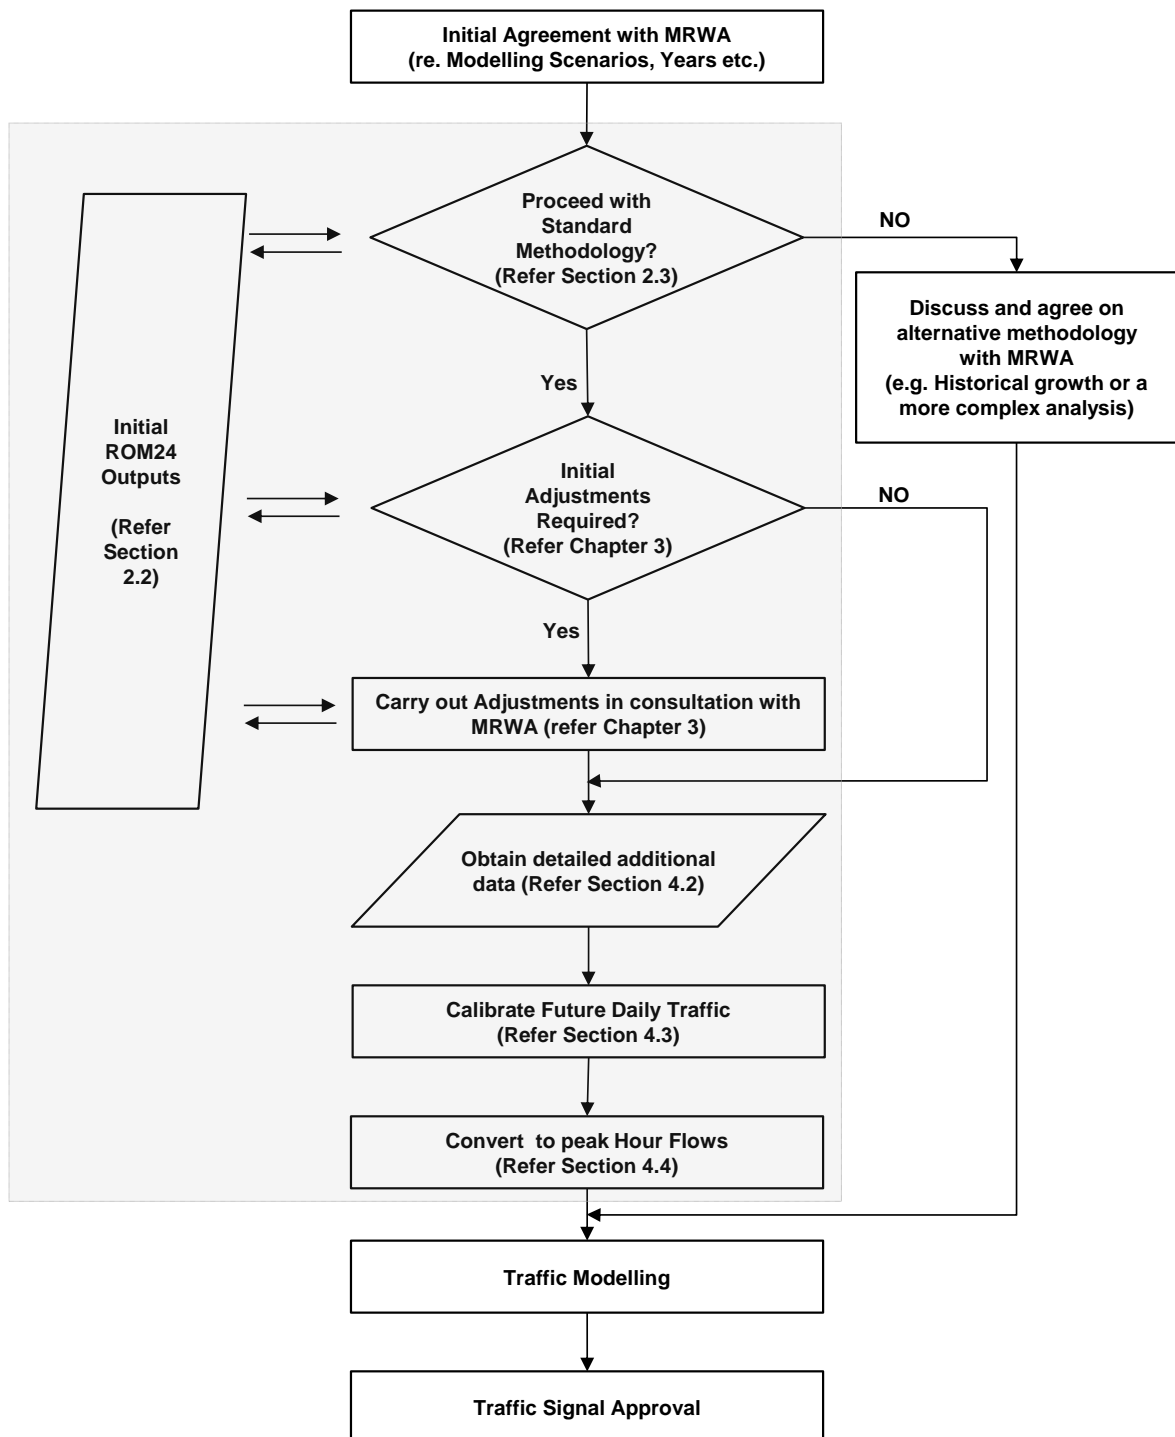 Initial Agreement with MRWA
(re. Modelling Scenarios, Years etc.)
Proceed with
Standard
Methodology?
(Refer Section 2.3)
NO
Discuss and agree on
alternative methodology
with MRWA
(e.g. Historical growth or a
more complex analysis)
Yes
Initial
ROM24
Outputs
(Refer
Section
2.2)
Initial
Adjustments
Required?
(Refer Chapter 3)
NO
Yes
Carry out Adjustments in consultation with
MRWA (refer Chapter 3)
Obtain detailed additional
data (Refer Section 4.2)
Calibrate Future Daily Traffic
(Refer Section 4.3)
Convert to peak Hour Flows
(Refer Section 4.4)
Traffic Modelling
Traffic Signal Approval